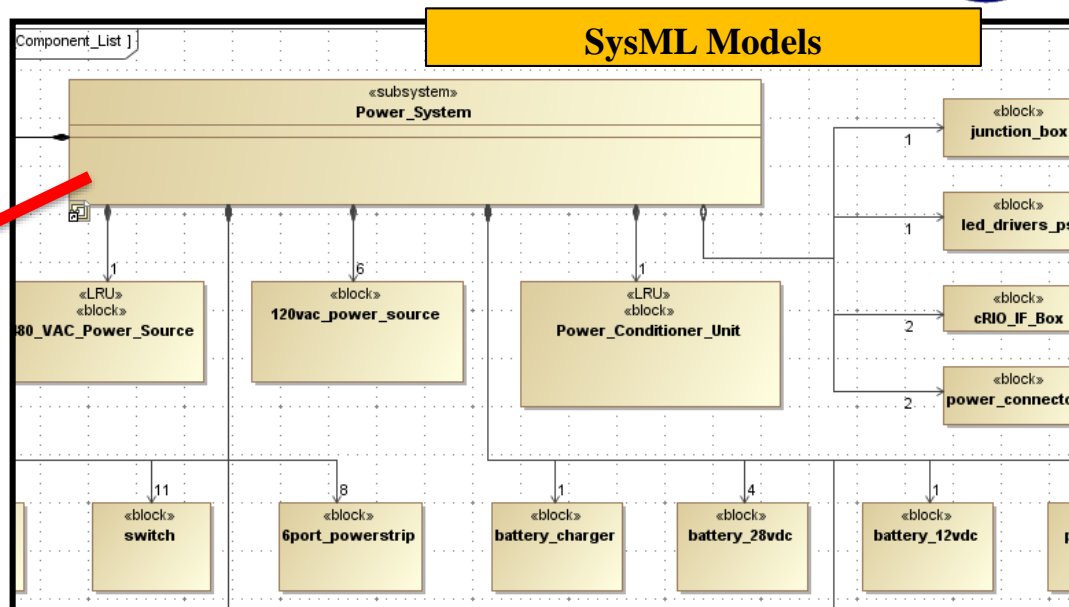 SysML Models
Component_List ]
«subsystem»
Power_System
«block»
junction_box
1
«block»
led_drivers_ps
1
«block»
cRIO_IF_Box
2
«block»
power_connecto
2
1
«LRU»
«block»
80_VAC_Power_Source
6
«block»
120vac_power_source
1
«LRU»
«block»
Power_Conditioner_Unit
11
«block»
switch
8
«block»
6port_powerstrip
1
«block»
battery_charger
4
«block»
battery_28vdc
1
«block»
battery_12vdc